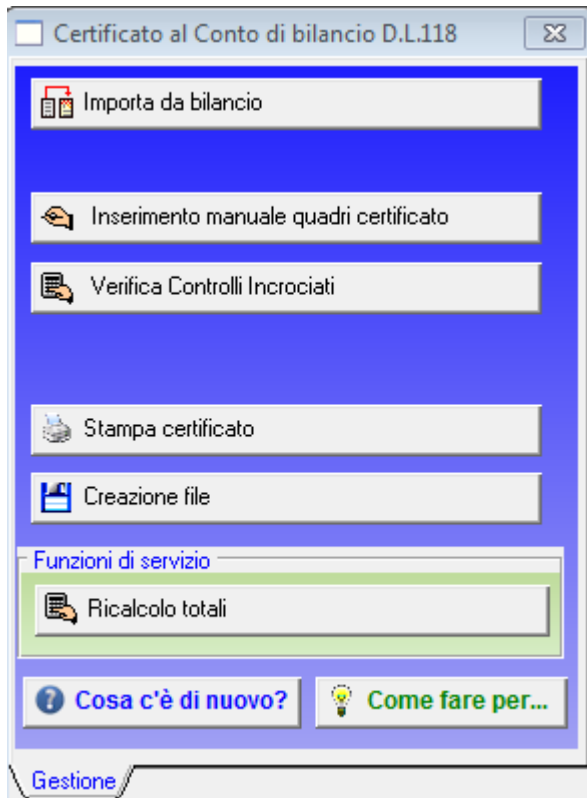 Certificato al Conto di bilancio D.L.118
Importa da bilancio
Inserimento manuale quadri certificato
Verifica Controlli Incrociati
Stampa certificato
Creazione file
Funzioni di servizio
Ricalcolo totali
Cosa c'è di nuovo?
Come fare per...
Gestione